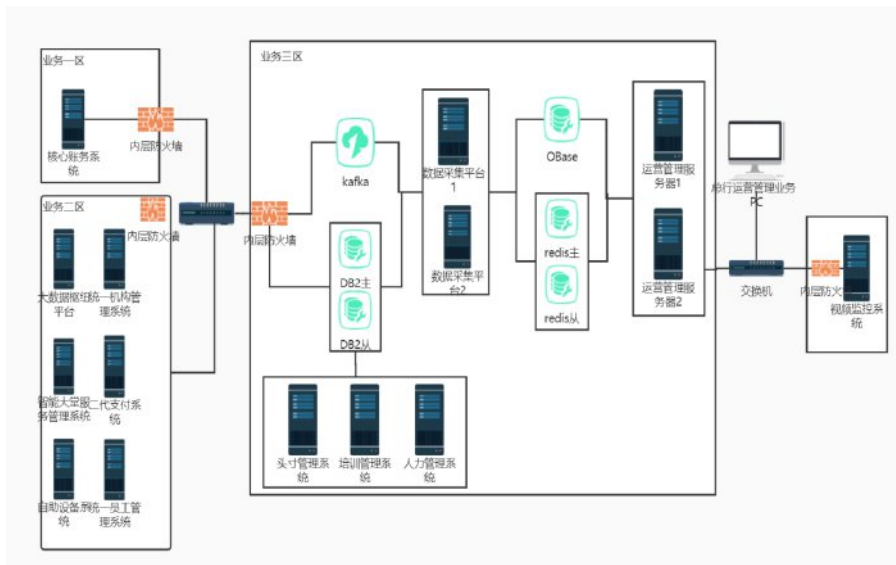 业务一区
核心账务系
统
内层防火墙
业务二区
内层防火墙
大数据枢纽
平台
统一机构管
理系统
智能大堂服
务管理系统
二代支付系
统
自助设备系
统
统一员工管
理系统
内层防火墙
业务三区
kafka
DB2主
DB2从
数据采集平台
1
数据采集平
台2
OBase
redis主
redis从
运营管理服
务器1
运营管理服
务器2
头寸管理系
统
培训管理系
统
人力管理系
统
总行运营管理业务
PC
交换机
内层防火
视频监控系
统